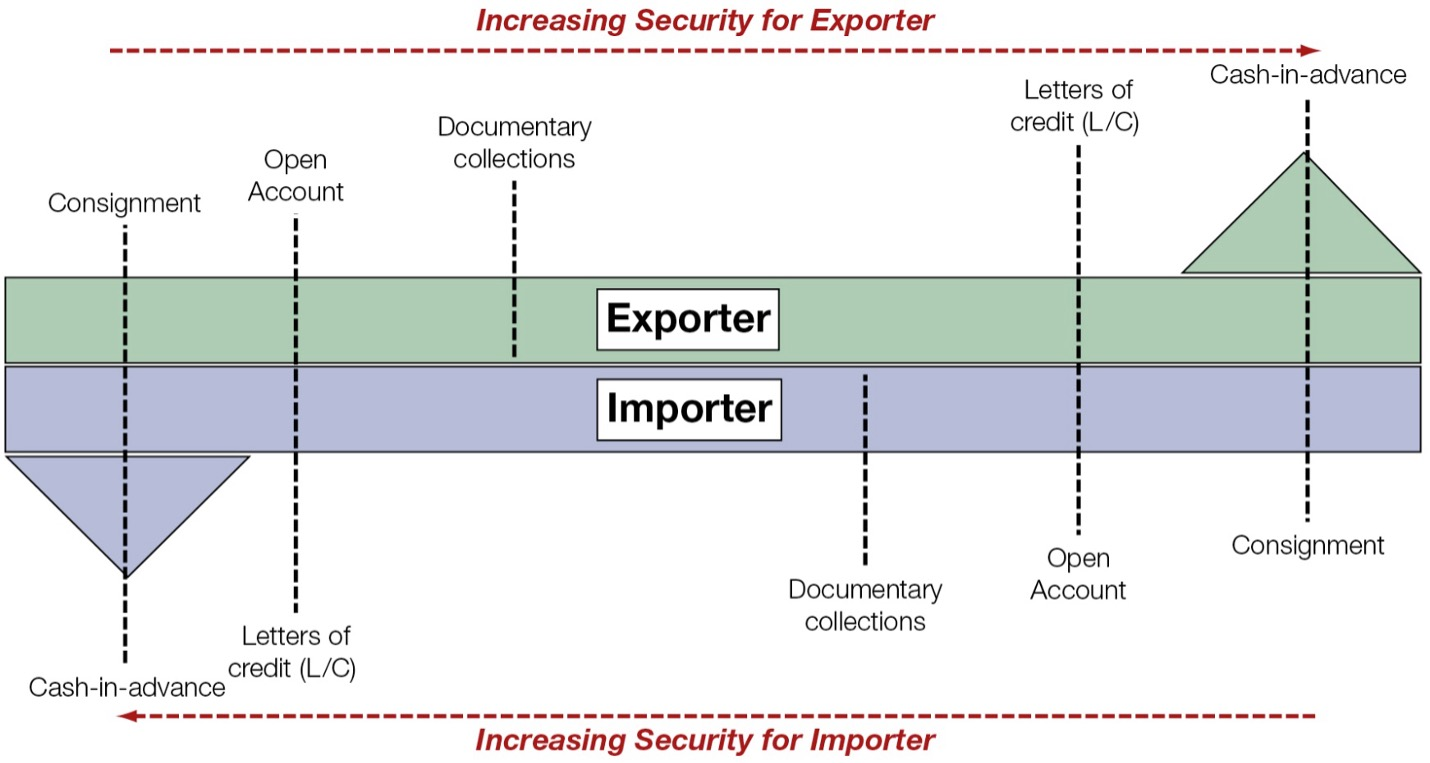 Increasing Security for Exporter
Cash-in-advance
Letters of
credit (L/C)
Documentary
collections
Open
Account
Consignment
Exporter
Importer
Consignment
Open
Account
Documentary
collections
Letters of
credit (L/C)
Cash-in-advance
Increasing Security for Importer